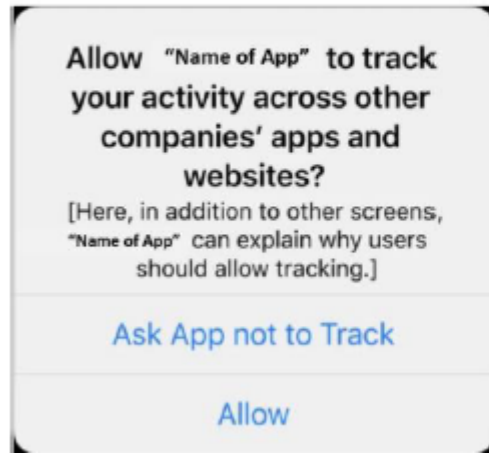 Allow “Name of App” to track
your activity across other
companies’ apps and
websites?
[Here, in addition to other screens,
“Name of App” can explain why users
should allow tracking.]
Ask App not to Track
Allow